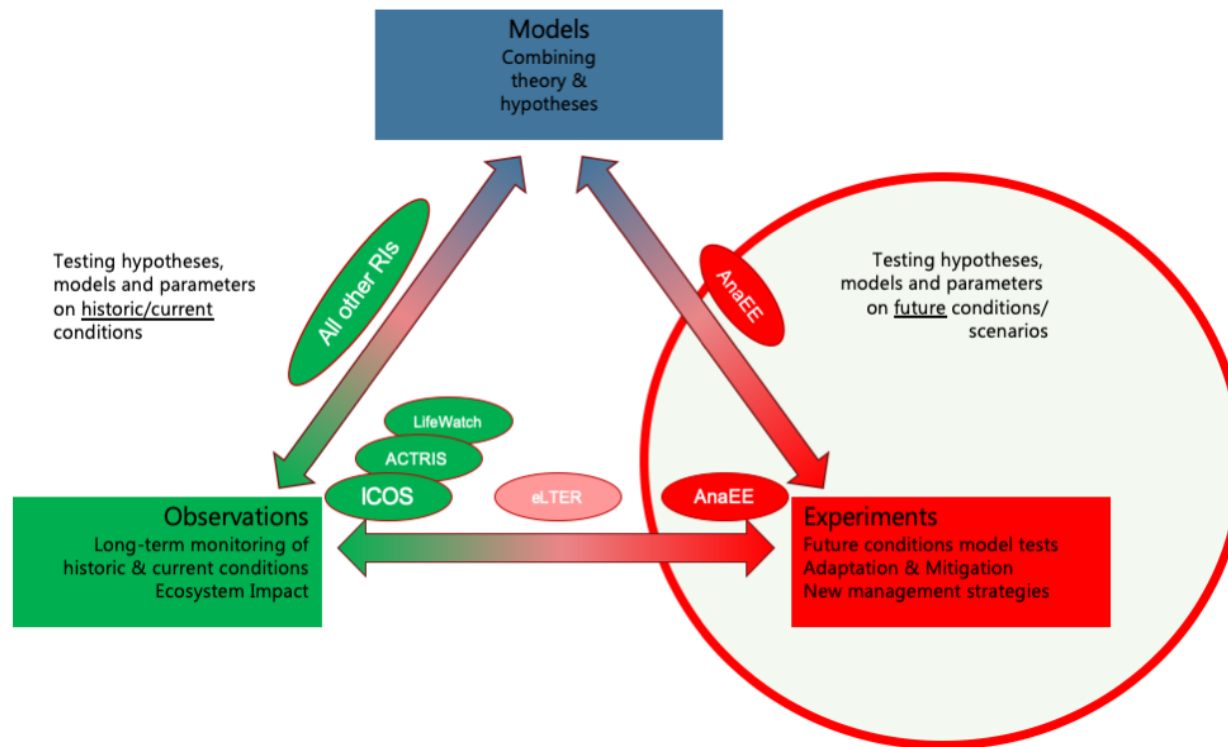 Models
Combining
theory &
hypotheses
Testing hypotheses,
models and parameters
on historic/current
conditions
All other RIs
AnaEE
Testing hypotheses,
models and parameters
on future conditions/
scenarios
LifeWatch
ACTRIS
ICOS
eLTER
AnaEE
Observations
Long-term monitoring of
historic & current conditions
Ecosystem Impact
Experiments
Future conditions model tests
Adaptation & Mitigation
New management strategies